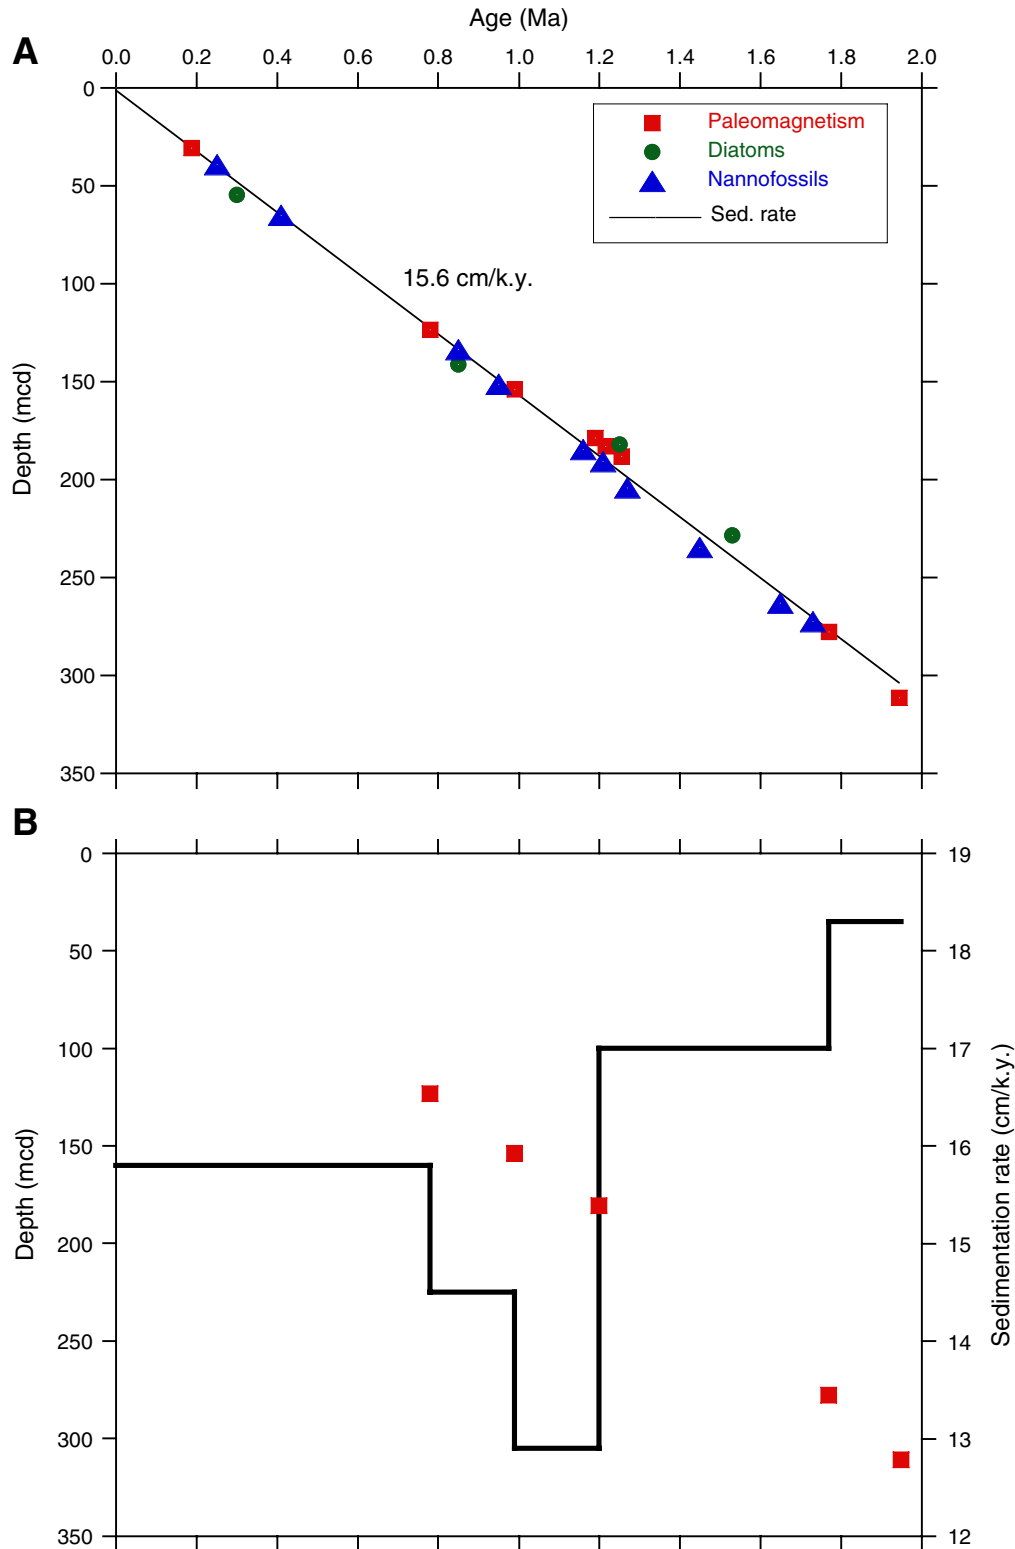 Age (Ma)
A
0.0 0.2 0.4 0.6 0.8 1.0 1.2 1.4 1.6 1.8 2.0
0
50
100
150
200
250
300
350
Depth (mcd)
Paleomagnetism
Diatoms
Nannofossils
Sed. rate
15.6 cm/k.y.
B
0
50
100
150
200
250
300
350
Depth (mcd)
19
18
17
16
15
14
13
12
Sedimentation rate (cm/k.y.)